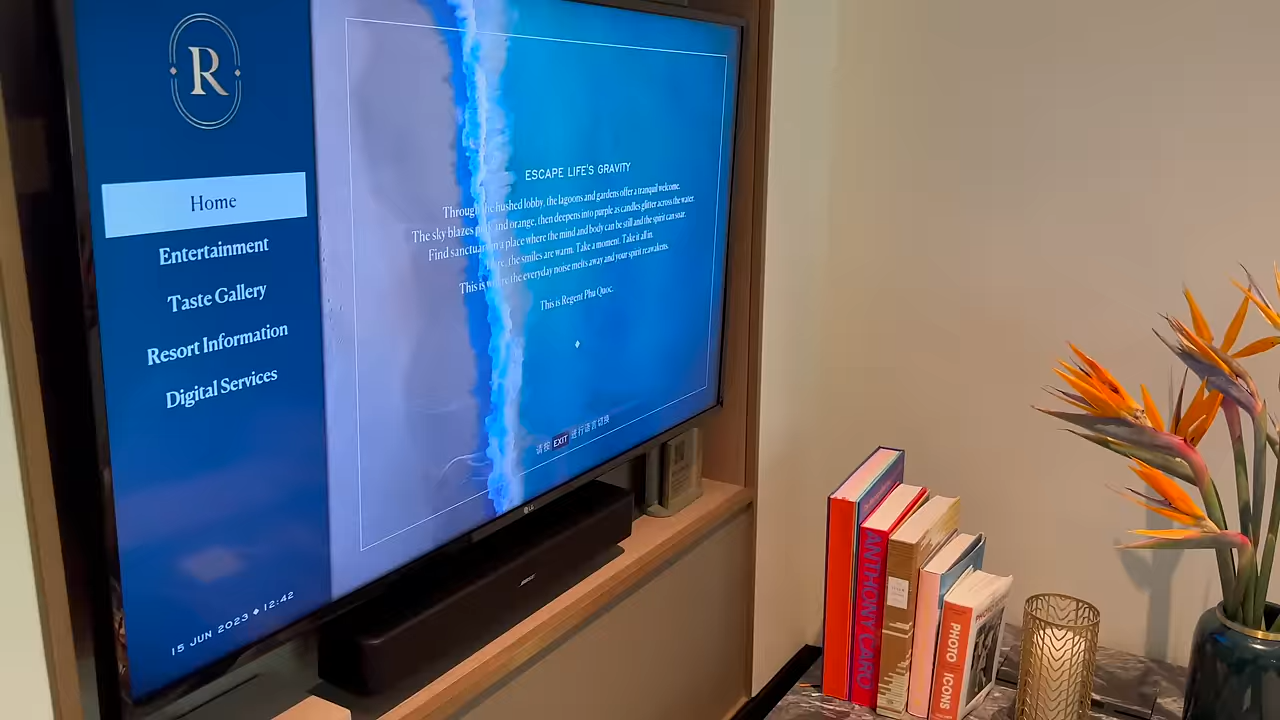 R
Home
Entertainment
Taste Gallery
Resort Information
Digital Services
15 JUN 2023 ♦ 12:42
ESCAPE LIFE'S GRAVITY
Through the hushed lobby, the lagoons and gardens offer a tranquil welcome.
The sky blazes pink and orange, then deepens into purple as candles glitter across the water.
Find sanctuary in a place where the mind and body can be still and the spirit can soar.
Here, the smiles are warm. Take a moment. Take it all in.
This is where the everyday noise melts away and your spirit reawakens.
This is Regent Phu Quoc.
请按 EXIT 进行语言切换
LG
BOSE
ANTHONY CARO
PHOTO ICONS